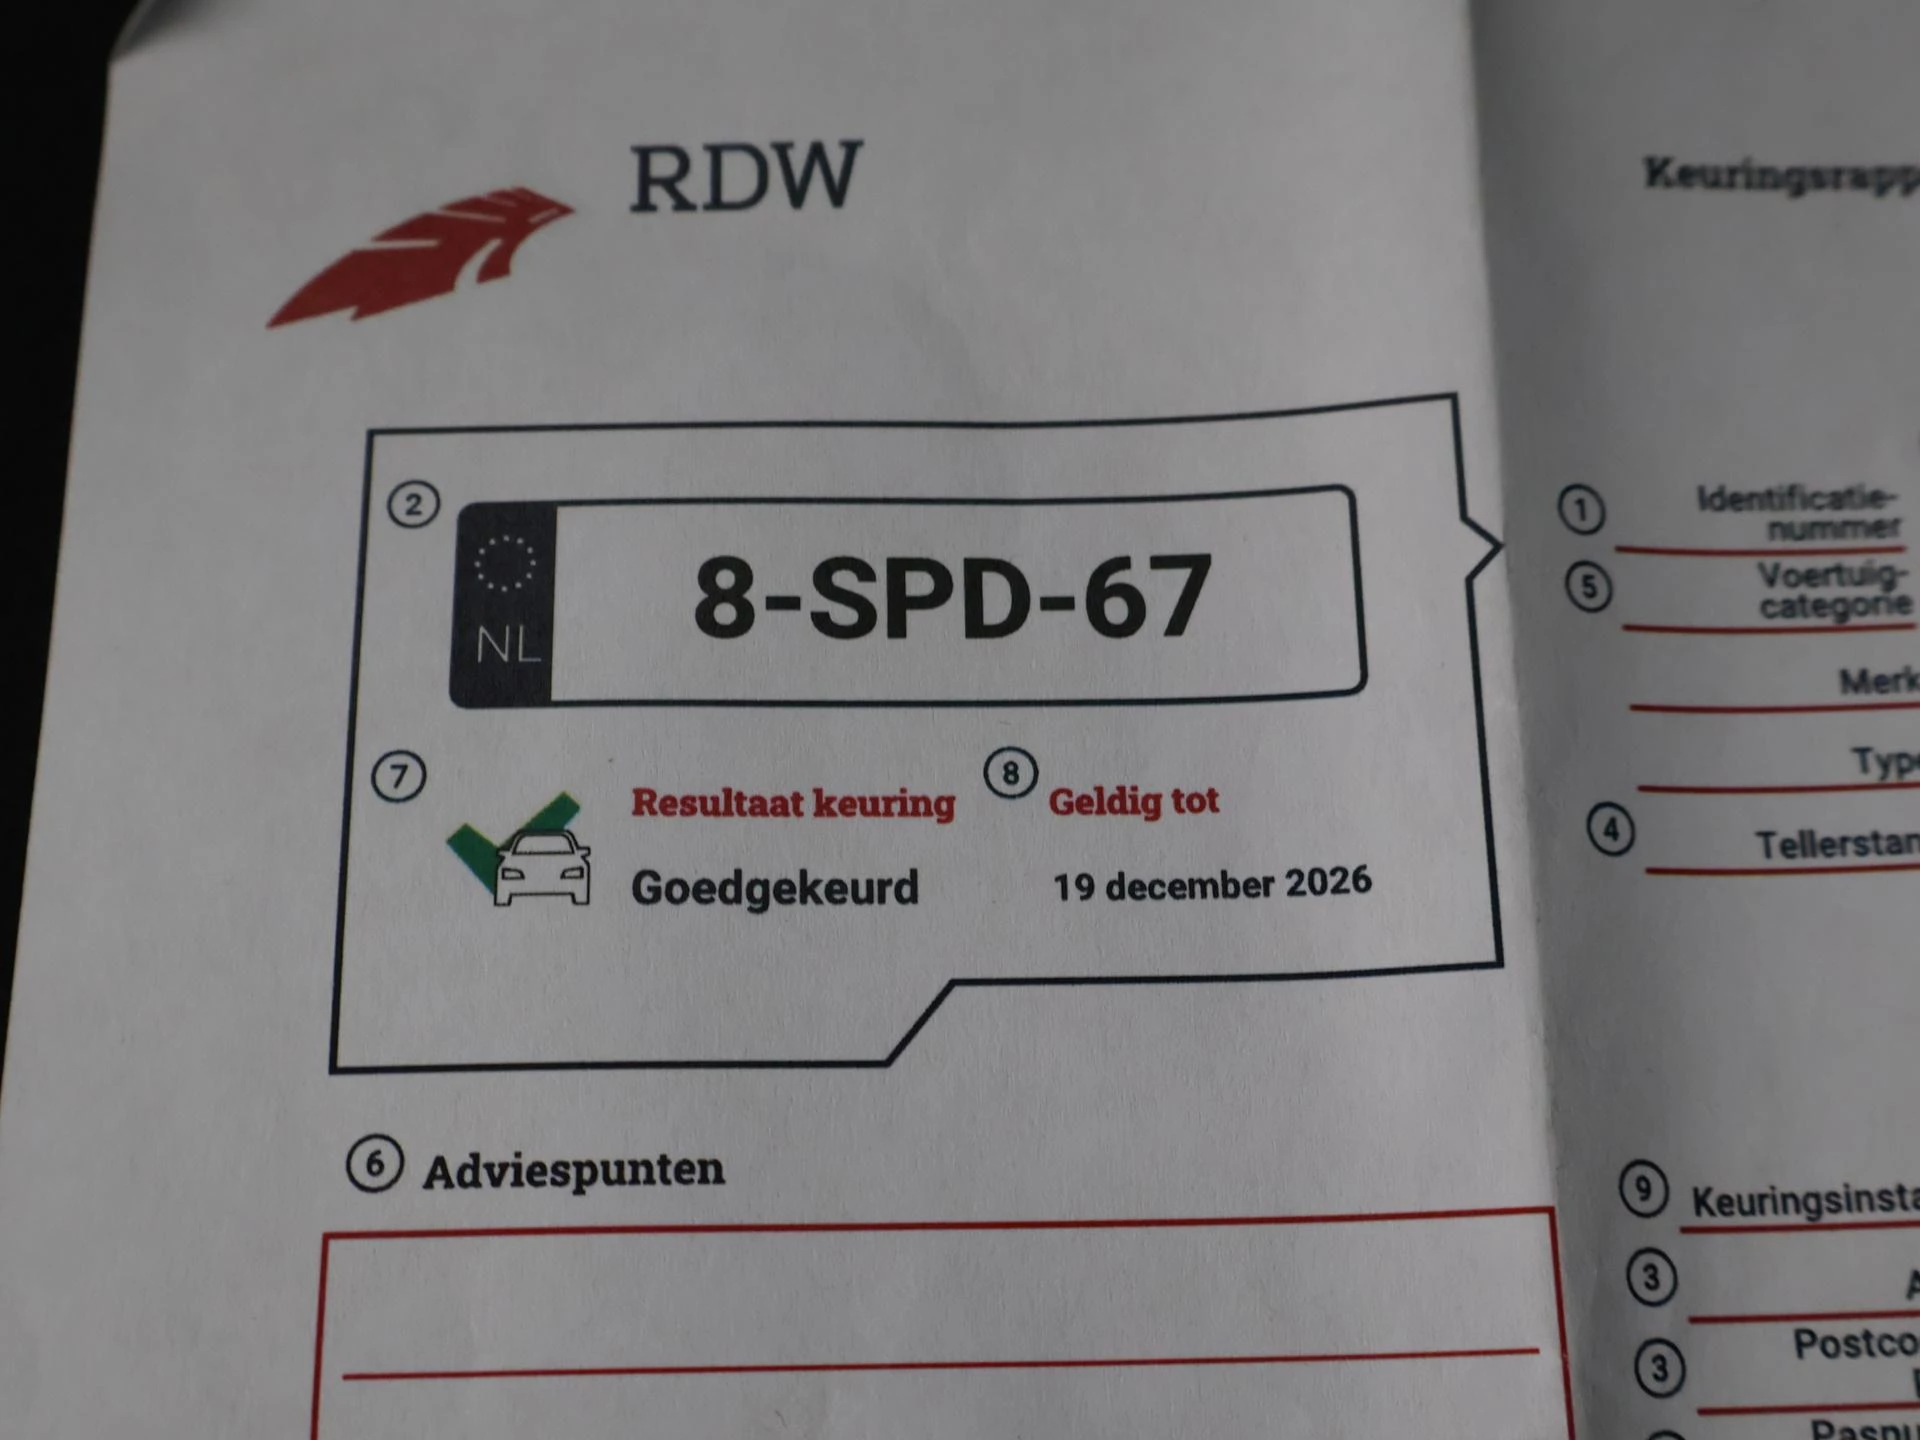 RDW
2
NL
8-SPD-67
7
Resultaat keuring
Goedgekeurd
8
Geldig tot
19 december 2026
6 Adviespunten
Keuringsrapp
1 Identificatie-
nummer
5 Voertuig-
categorie
Merk
Type
4 Tellerstan
9 Keuringsinsta
3 A
3 Postco